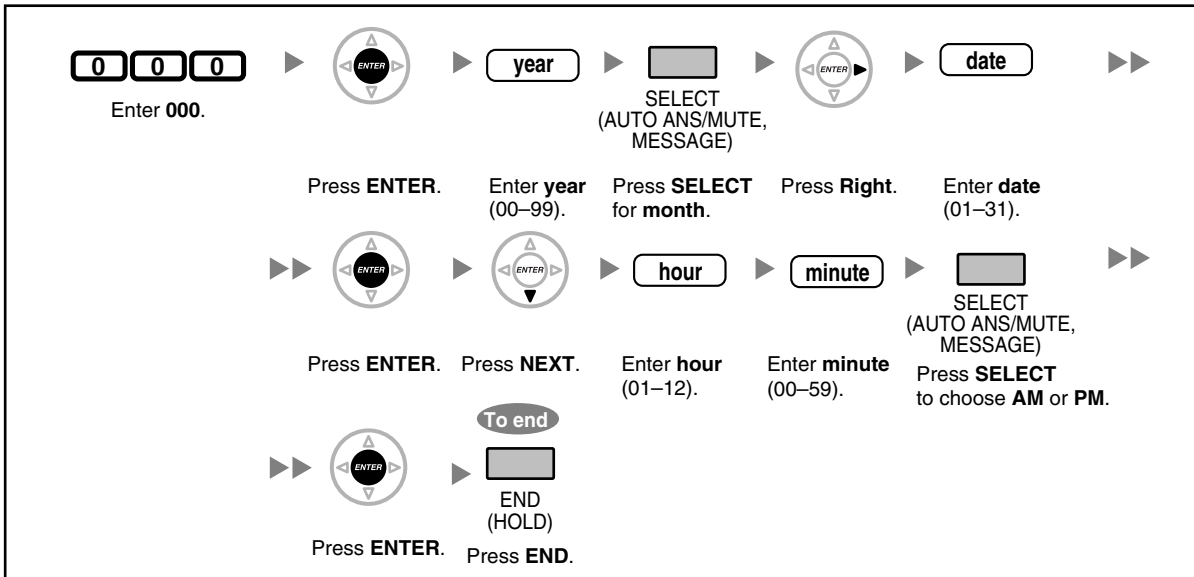 0 0 0
Enter 000.
ENTER
year
SELECT
(AUTO ANS/MUTE,
MESSAGE)
ENTER
date
Press ENTER.
Enter year
(00–99).
Press SELECT
for month.
Press Right.
Enter date
(01–31).
ENTER
ENTER
hour
minute
SELECT
(AUTO ANS/MUTE,
MESSAGE)
Press ENTER.
Press NEXT.
Enter hour
(01–12).
Enter minute
(00–59).
Press SELECT
to choose AM or PM.
ENTER
To end
END
(HOLD)
Press ENTER.
Press END.